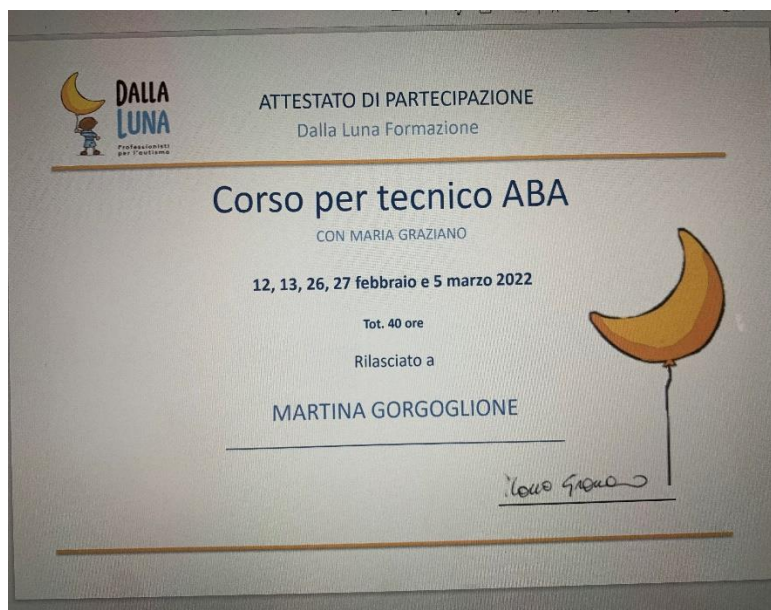 DALLA
LUNA
Professionisti
per l'autismo
ATTESTATO DI PARTECIPAZIONE
Dalla Luna Formazione
Corso per tecnico ABA
CON MARIA GRAZIANO
12, 13, 26, 27 febbraio e 5 marzo 2022
Tot. 40 ore
Rilasciato a
MARTINA GORGOGLIONE